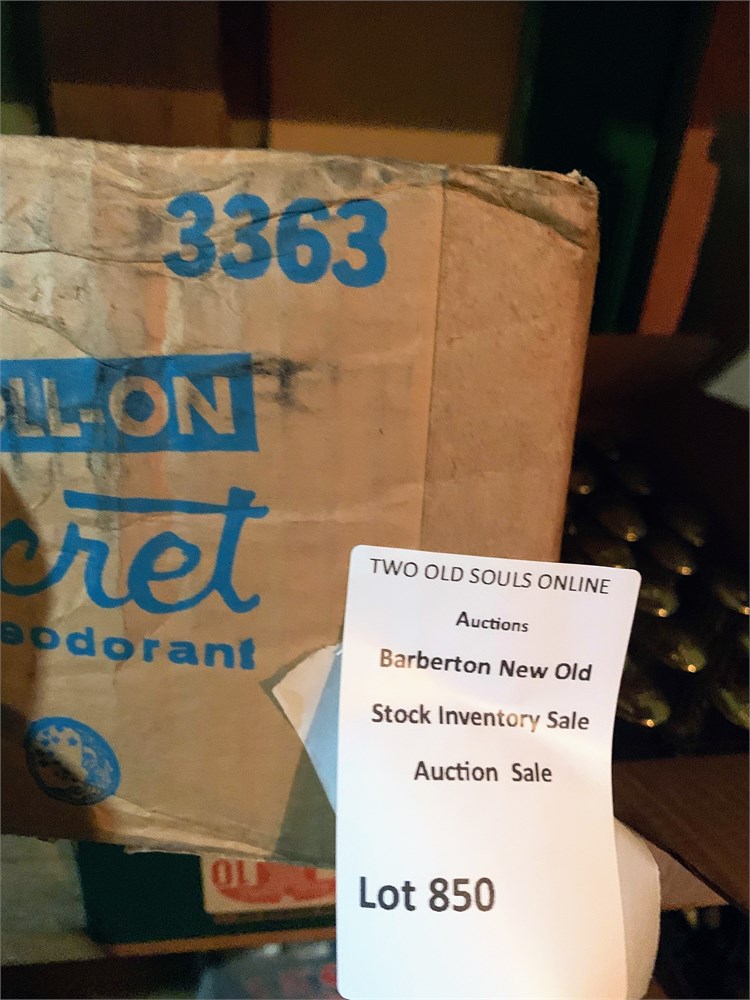 3363
LL-ON
cret
eodorant
TWO OLD SOULS ONLINE
Auctions
Barberton New Old
Stock Inventory Sale
Auction Sale
Lot 850
OL